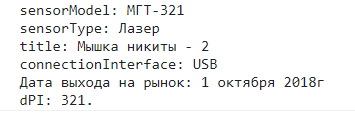 sensorModel: МГТ-321
sensorType: Лазер
title: Мышка никиты - 2
connectionInterface: USB
Дата выхода на рынок: 1 октября 2018г
dPI: 321.